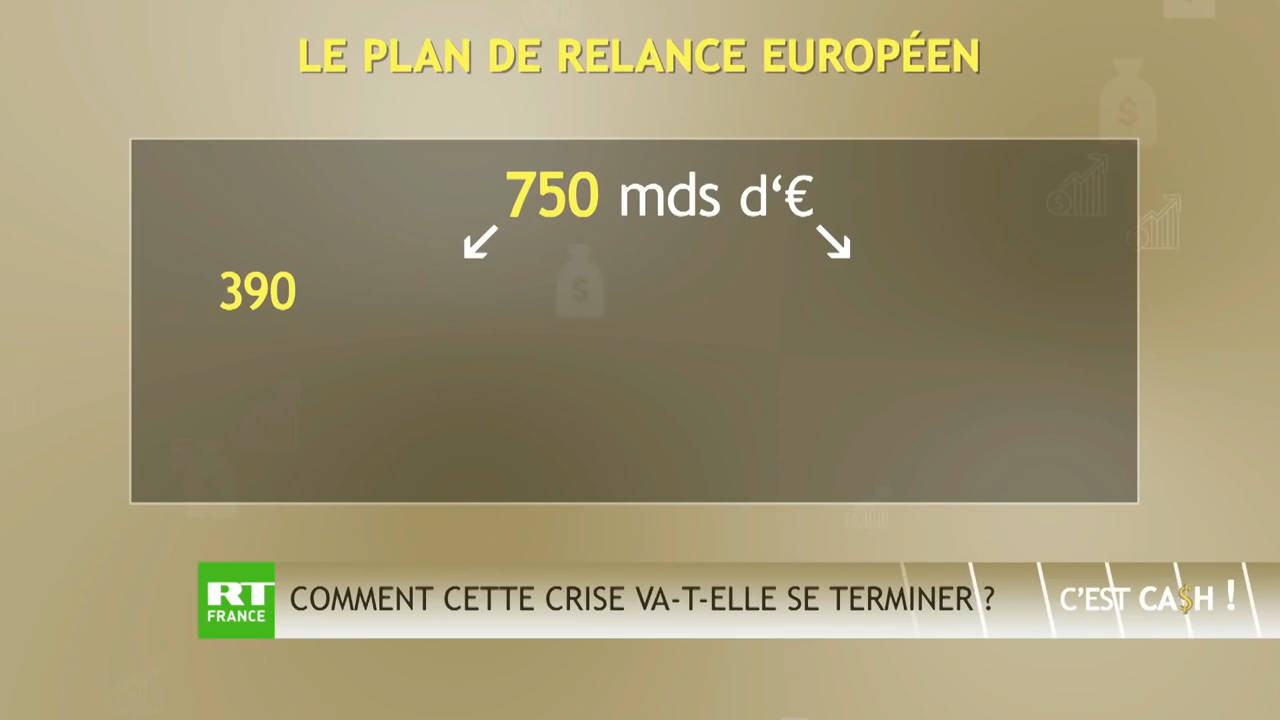 LE PLAN DE RELANCE EUROPÉEN
750 mds d‘€
390
RT
FRANCE
COMMENT CETTE CRISE VA-T-ELLE SE TERMINER ?
C'EST CA$H !